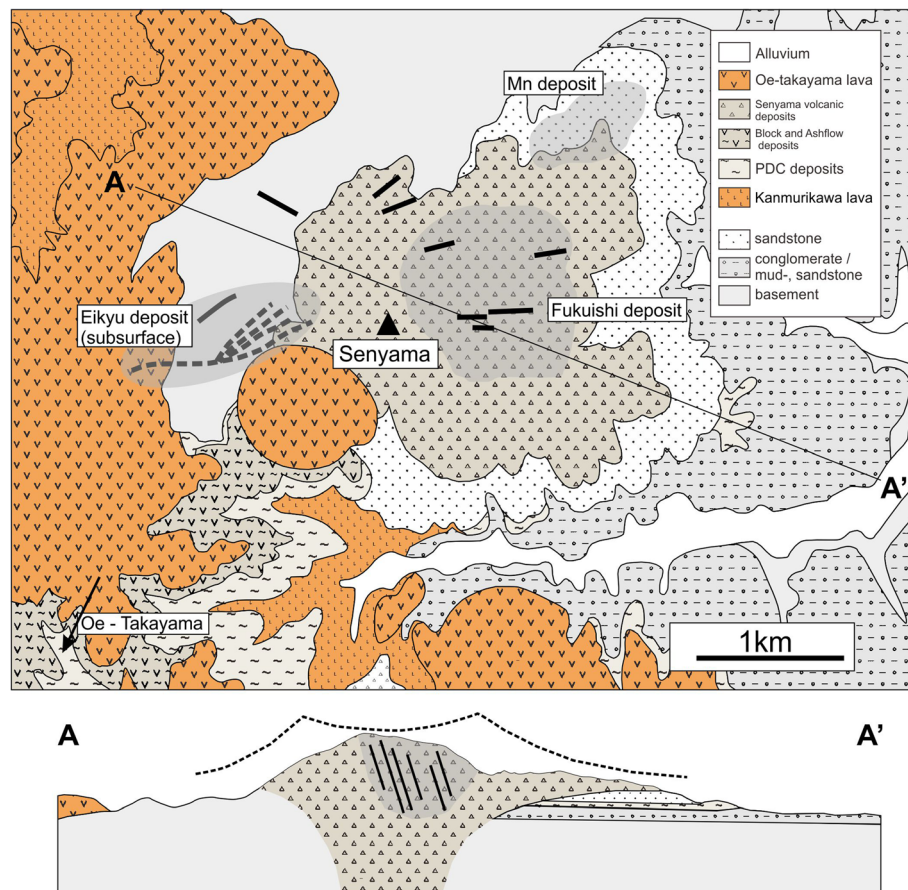 Mn deposit
A
Eikyu deposit
(subsurface)
Senyama
Fukuishi deposit
A'
Oe - Takayama
1km
Alluvium
Oe-takayama lava
Senyama volcanic
deposits
Block and Ashflow
deposits
PDC deposits
Kanmurikawa lava
sandstone
conglomerate /
mud-, sandstone
basement
A
A'